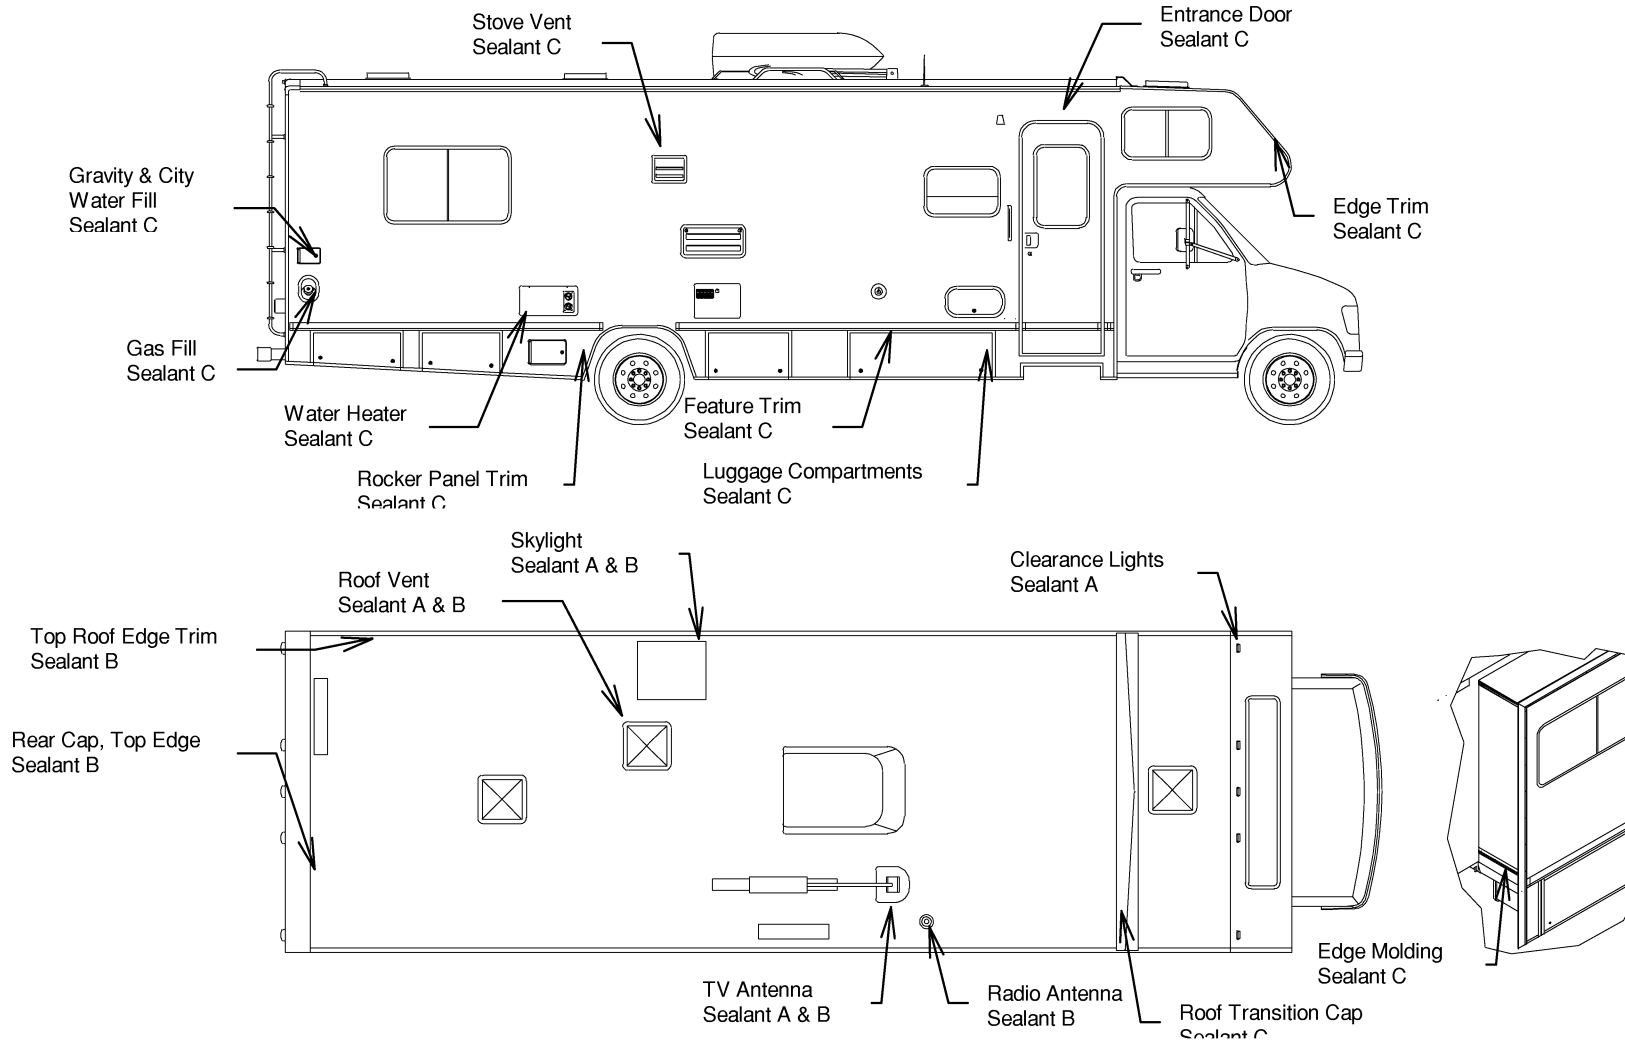 Stove Vent
Sealant C
Entrance Door
Sealant C
Gravity & City
Water Fill
Sealant C
Edge Trim
Sealant C
Gas Fill
Sealant C
Water Heater
Sealant C
Feature Trim
Sealant C
Rocker Panel Trim
Sealant C
Luggage Compartments
Sealant C
Skylight
Sealant A & B
Roof Vent
Sealant A & B
Clearance Lights
Sealant A
Top Roof Edge Trim
Sealant B
Rear Cap, Top Edge
Sealant B
Edge Molding
Sealant C
TV Antenna
Sealant A & B
Radio Antenna
Sealant B
Roof Transition Cap
Sealant C